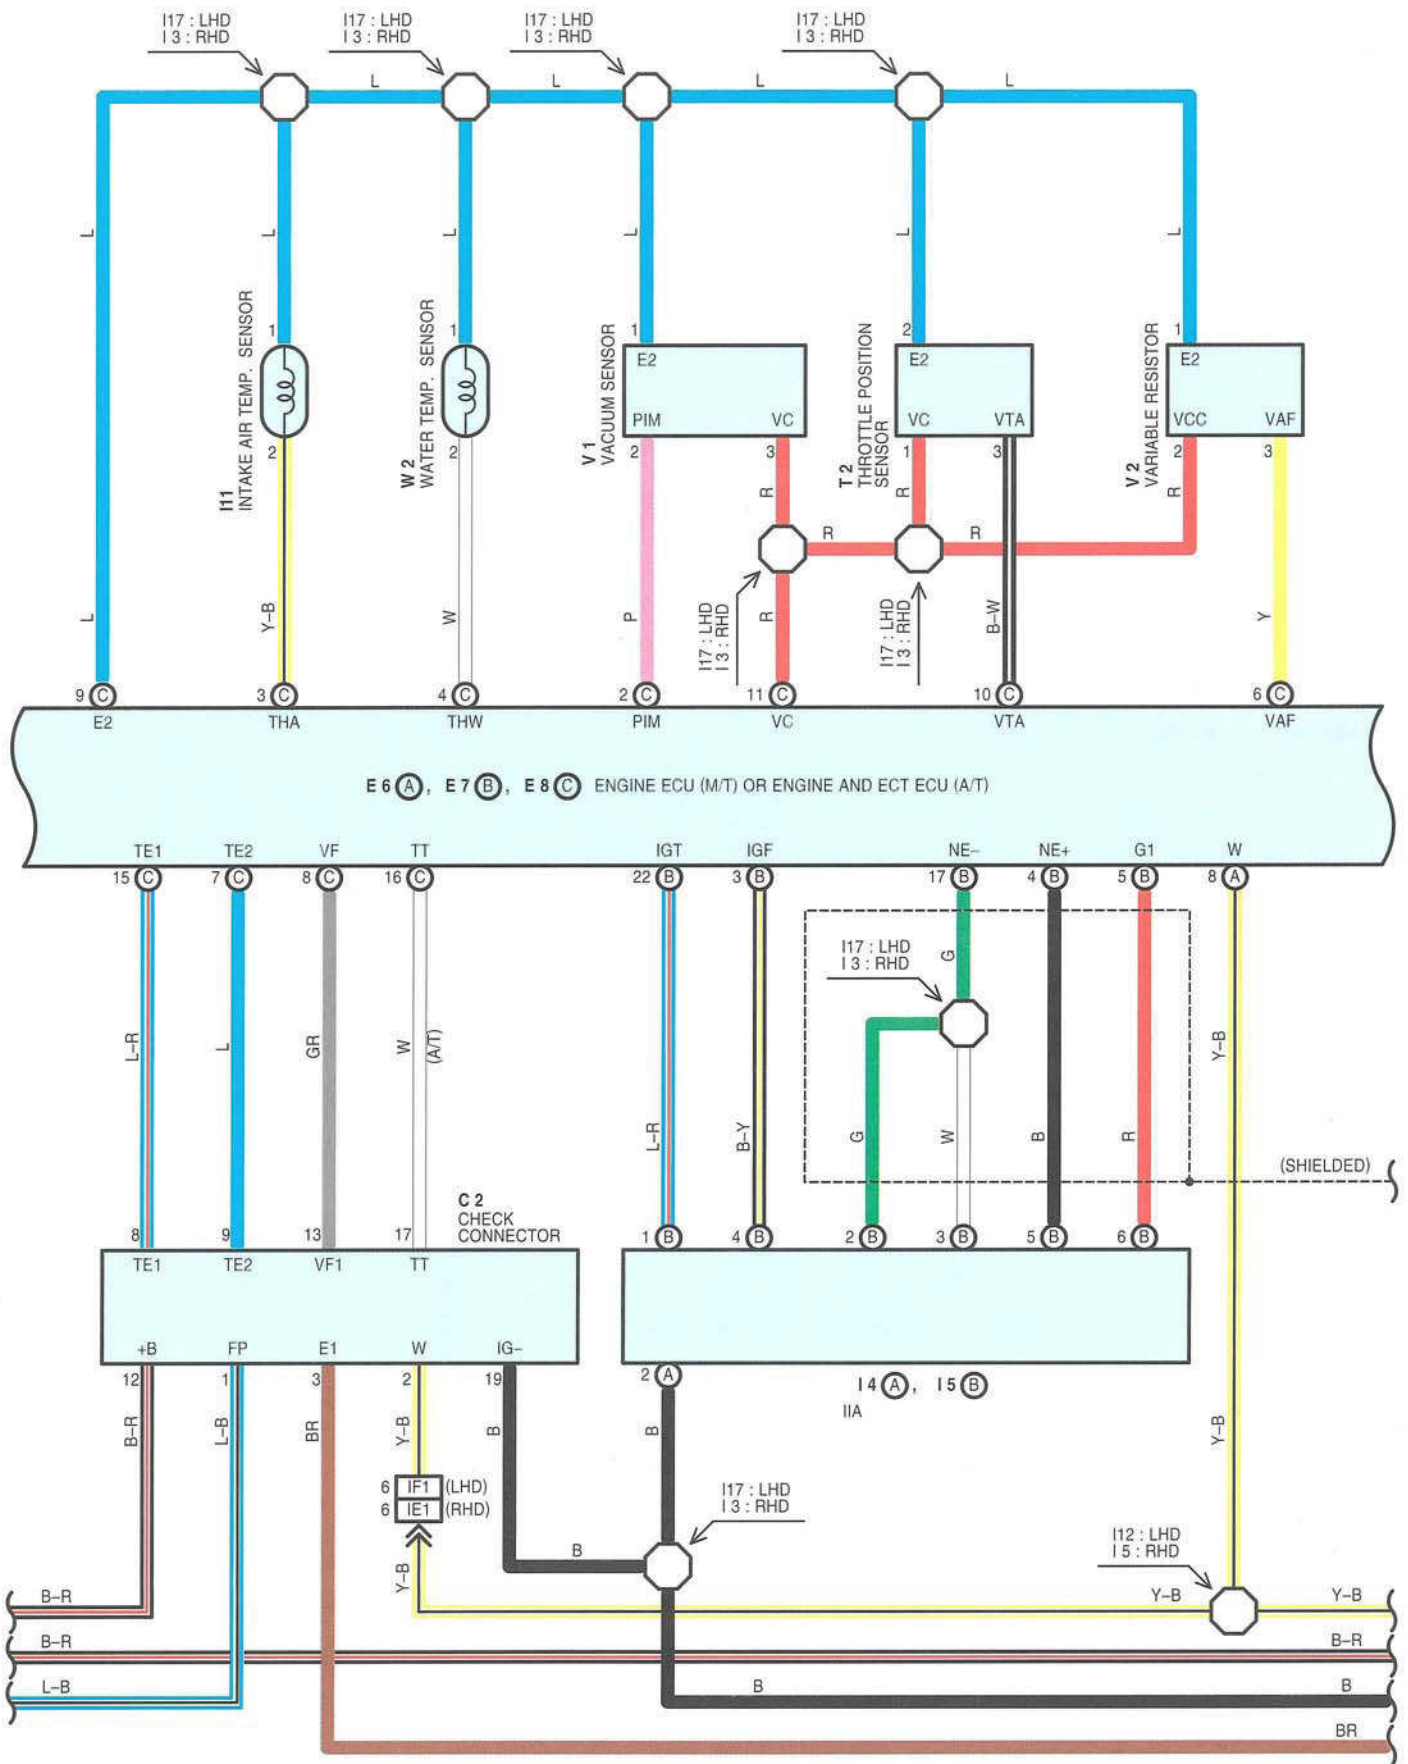 I17 : LHD
I 3 : RHD
I17 : LHD
I 3 : RHD
I17 : LHD
I 3 : RHD
I17 : LHD
I 3 : RHD
L
L
L
L
L
L
L
L
L
L
1
1
1
2
1
I11
INTAKE AIR TEMP. SENSOR
W 2
WATER TEMP. SENSOR
V 1
VACUUM SENSOR
E2
PIM
VC
T 2
THROTTLE POSITION
SENSOR
E2
VC
VTA
V 2
VARIABLE RESISTOR
E2
VCC
VAF
2
2
2
3
1
3
2
3
R
R
R
R
R
L
Y–B
W
P
R
B–W
Y
I17 : LHD
I 3 : RHD
I17 : LHD
I 3 : RHD
9 C
3 C
4 C
2 C
11 C
10 C
6 C
E2
THA
THW
PIM
VC
VTA
VAF
E 6 A , E 7 B , E 8 C ENGINE ECU (M/T) OR ENGINE AND ECT ECU (A/T)
TE1
TE2
VF
TT
IGT
IGF
NE–
NE+
G1
W
15 C
7 C
8 C
16 C
22 B
3 B
17 B
4 B
5 B
8 A
I17 : LHD
I 3 : RHD
G
L–R
L
GR
W
(A/T)
Y–B
L–R
B–Y
G
W
B
R
(SHIELDED)
C 2
CHECK
CONNECTOR
8
9
13
17
1 B
4 B
2 B
3 B
5 B
6 B
TE1
TE2
VF1
TT
+B
FP
E1
W
IG–
12
1
3
2
19
2 A
I 4 A , I 5 B
IIA
B–R
L–B
BR
Y–B
B
B
Y–B
6 IF1 (LHD)
6 IE1 (RHD)
I17 : LHD
I 3 : RHD
B
I12 : LHD
I 5 : RHD
Y–B
B–R
Y–B
Y–B
B–R
B–R
L–B
B
B
BR